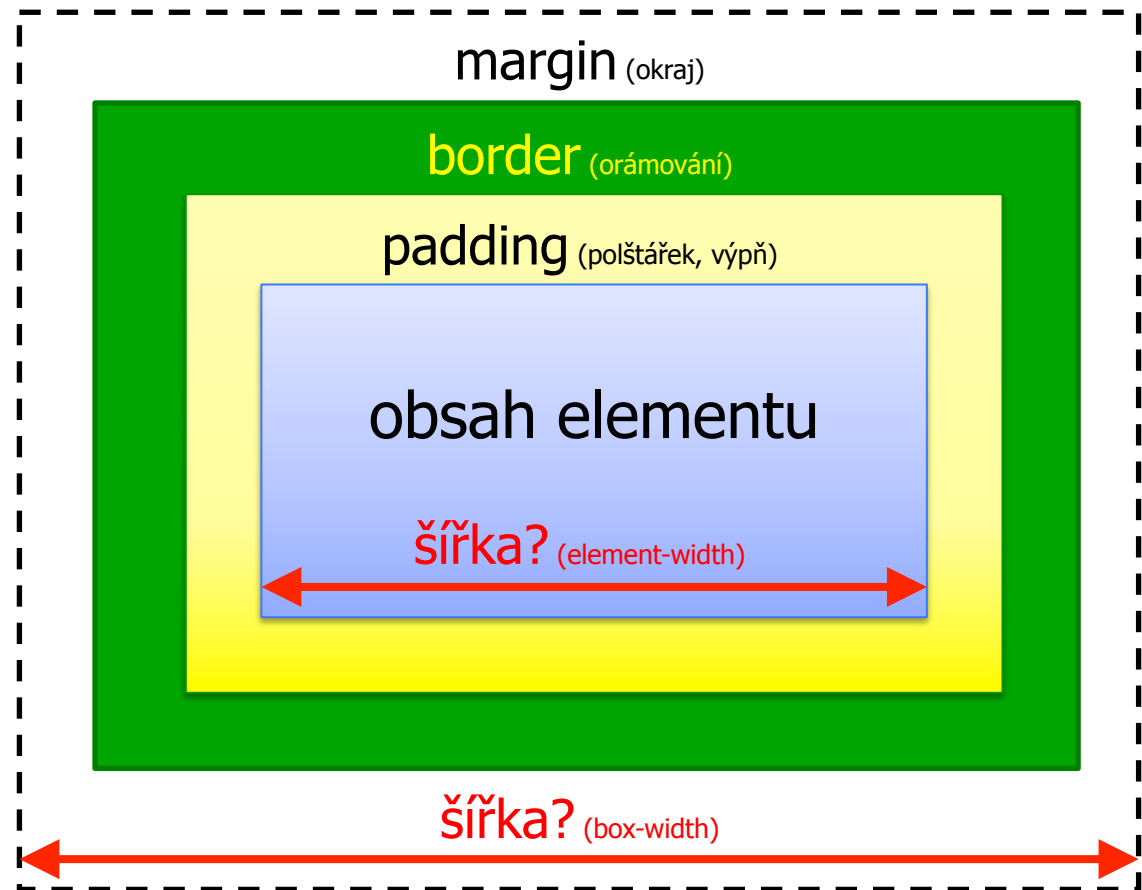 margin (okraj)
border (orámování)
padding (polštářek, výpň)
obsah elementu
šířka? (element-width)
šířka? (box-width)